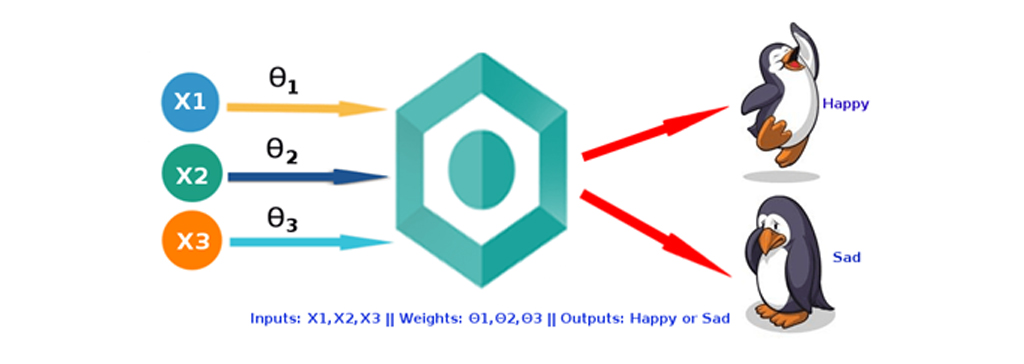 X1
θ1
X2
θ2
X3
θ3
Happy
Sad
Inputs: X1,X2,X3 || Weights: Θ1,Θ2,Θ3 || Outputs: Happy or Sad